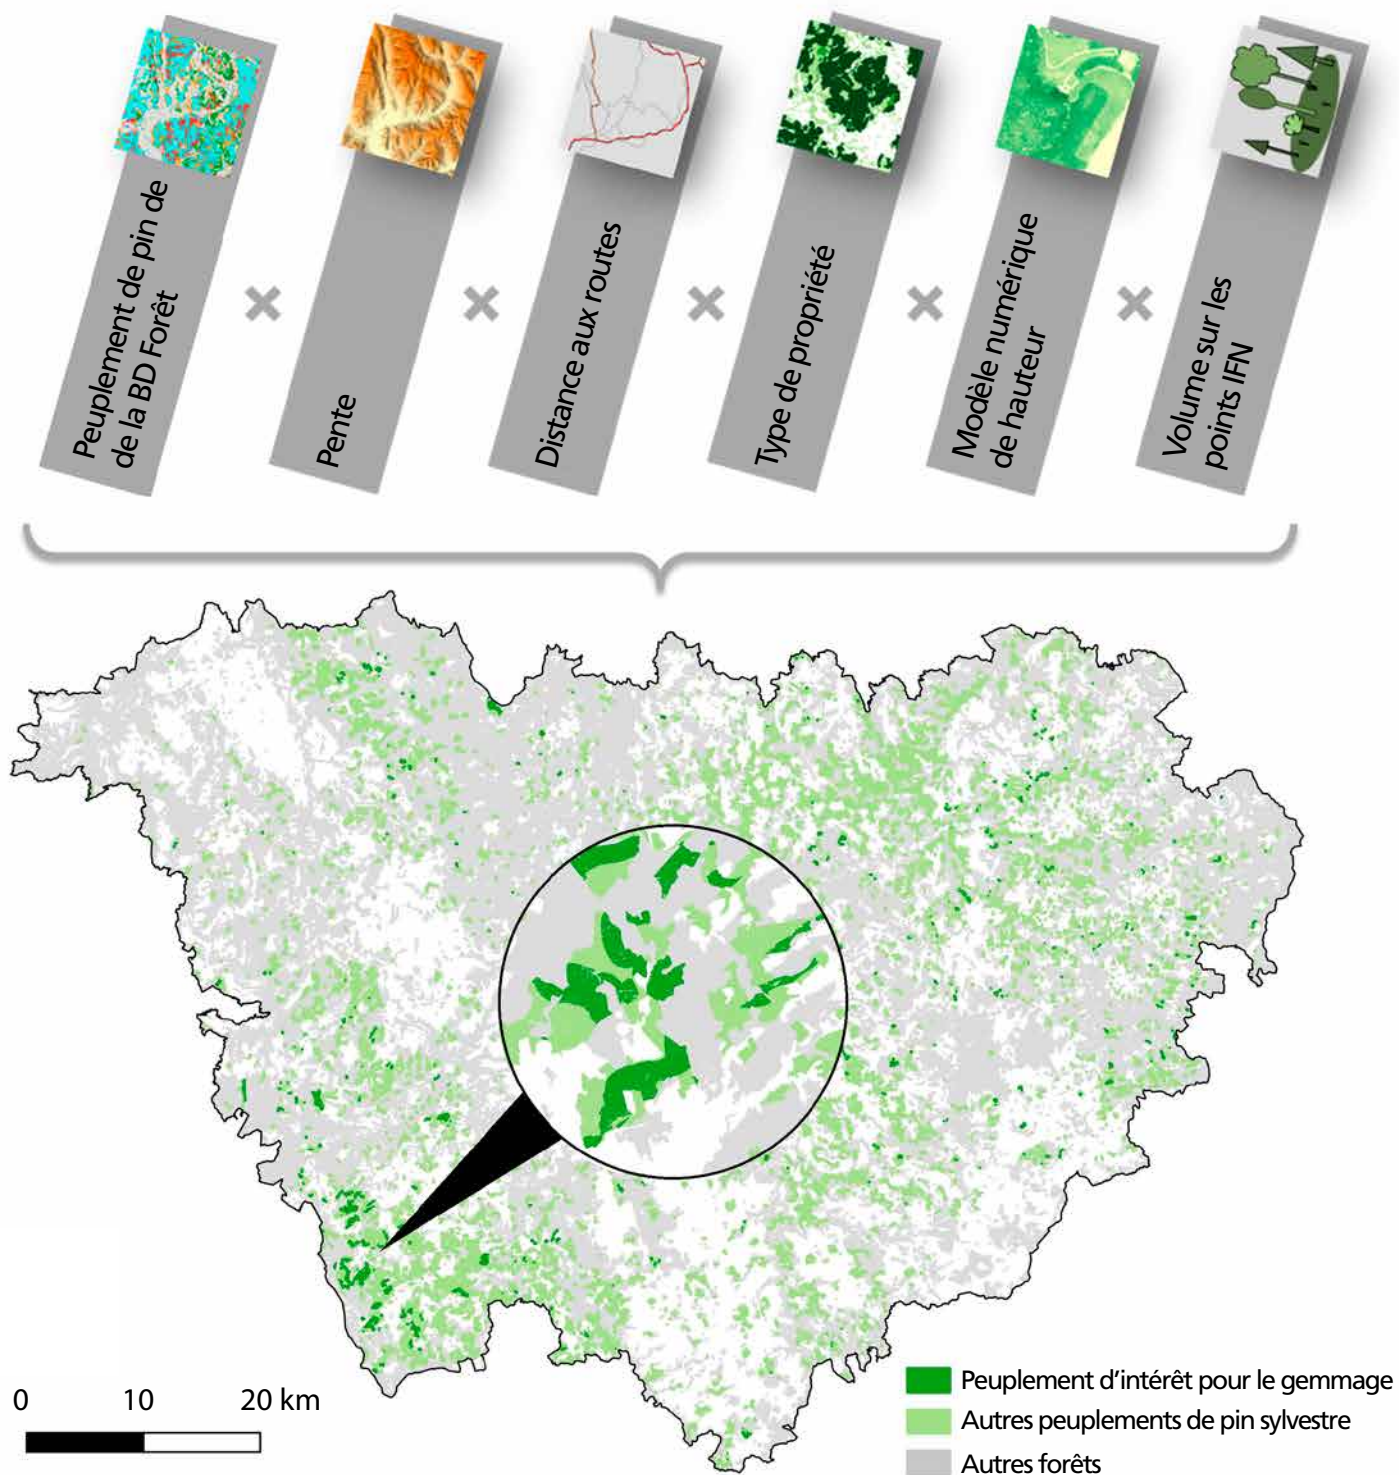 Peuplement de pin de
de la BD Forêt
Pente
Distance aux routes
Type de propriété
Modèle numérique
de hauteur
Volume sur les
points IFN
0 10 20 km
Peuplement d'intérêt pour le gemmage
Autres peuplements de pin sylvestre
Autres forêts